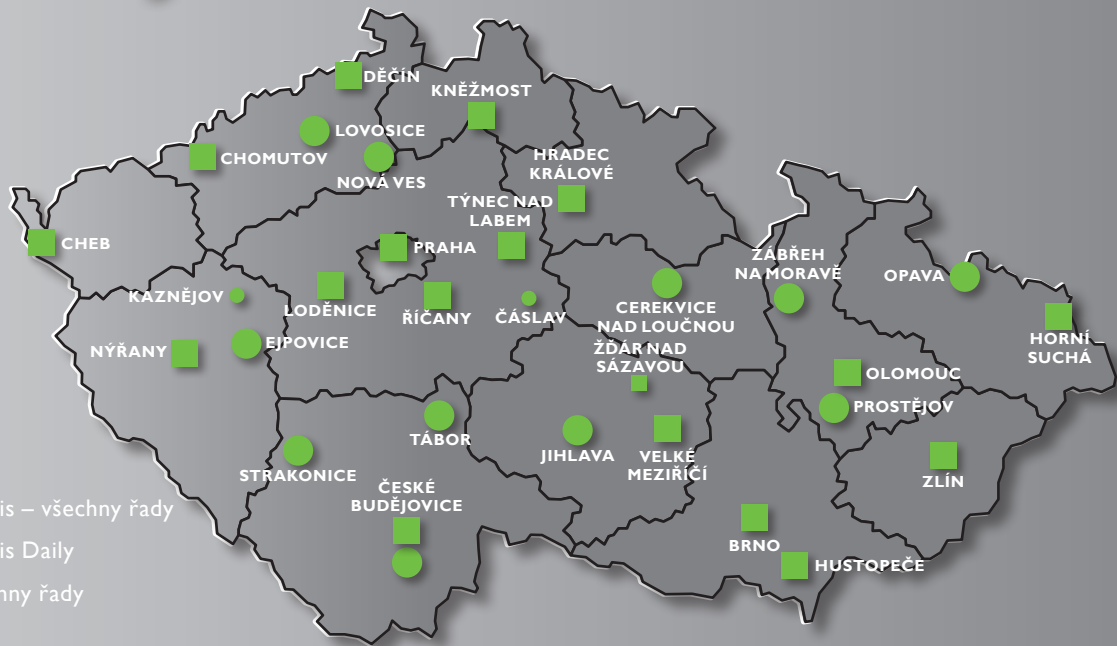 DĚČÍN
KNĚŽMOST
LOVOSICE
CHOMUTOV
NOVÁ VES
HRADEC
KRÁLOVÉ
TÝNEC NAD
LABEM
CHEB
PRAHA
ZÁBŘEH
NA MORAVĚ
OPAVA
KAZNĚJOV
LODĚNICE
ŘÍČANY
ČÁSLAV
CEREKVICE
NAD LOUČNOU
HORNÍ
SUCHÁ
NÝŘANY
EJPOVICE
ŽĎÁR NAD
SÁZAVOU
OLOMOUC
PROSTĚJOV
TÁBOR
JIHLAVA
VELKÉ
MEZIŘÍČÍ
STRAKONICE
ČESKÉ
BUDĚJOVICE
ZLÍN
BRNO
HUSTOPEČE
is – všechny řady
is Daily
hny řady